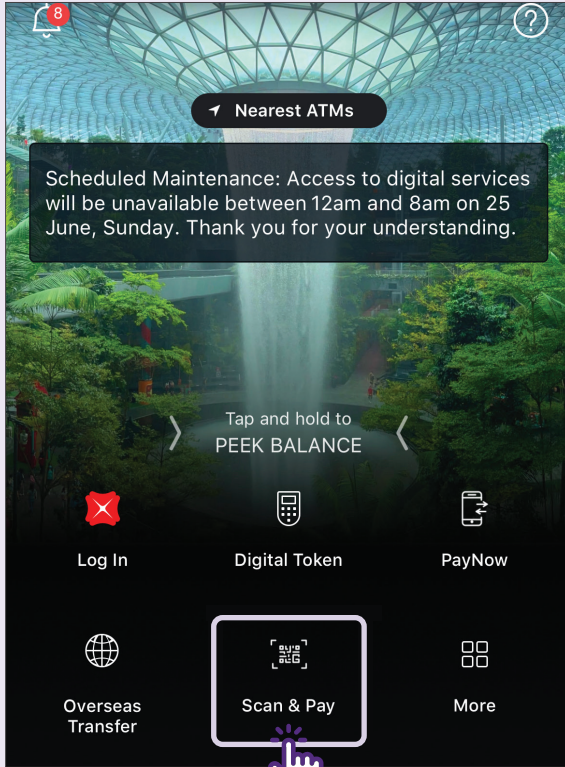 8
?
Nearest ATMs
Scheduled Maintenance: Access to digital services
will be unavailable between 12am and 8am on 25
June, Sunday. Thank you for your understanding.
Tap and hold to
PEEK BALANCE
Log In
Digital Token
PayNow
Overseas
Transfer
Scan & Pay
More